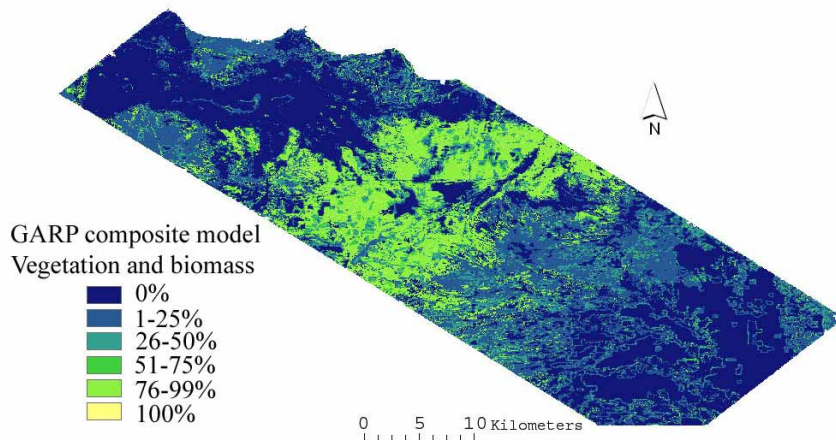 N
GARP composite model
Vegetation and biomass
0%
1-25%
26-50%
51-75%
76-99%
100%
0 5 10 Kilometers